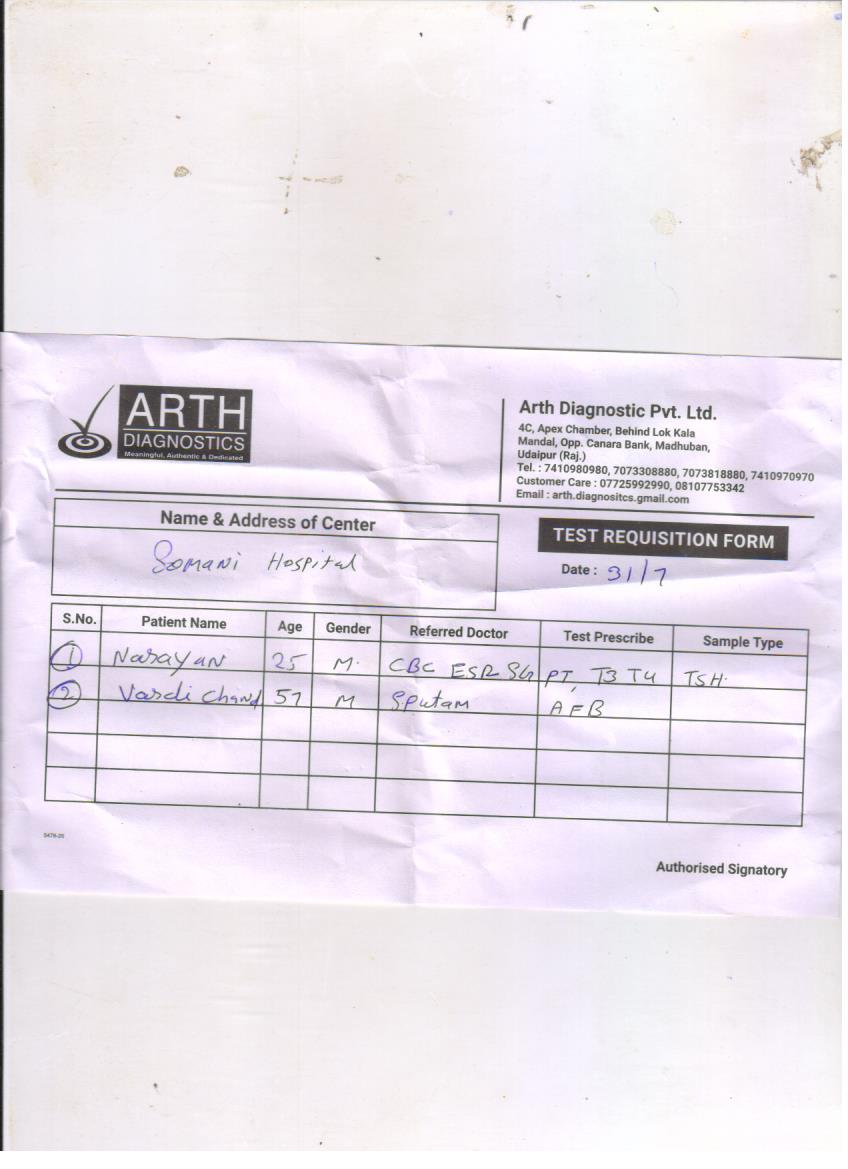 ARTH
DIAGNOSTICS
Meaningful, Authentic & Dedicated
Arth Diagnostic Pvt. Ltd.
4C, Apex Chamber, Behind Lok Kala
Mandal, Opp. Canara Bank, Madhuban,
Udaipur (Raj.)
Tel. : 7410980980, 7073308880, 7073818880, 7410970970
Customer Care : 07725992990, 08107753342
Email : arth.diagnositcs.gmail.com
Name & Address of Center
Somani Hospital
TEST REQUISITION FORM
Date : 31/7
S.No. Patient Name Age Gender Referred Doctor Test Prescribe Sample Type
1 Narayan 25 M. CBC ESR SG PT, T3 T4 TSH.
2 Vardi Chand 57 M Sputam AFB
5478-20
Authorised Signatory